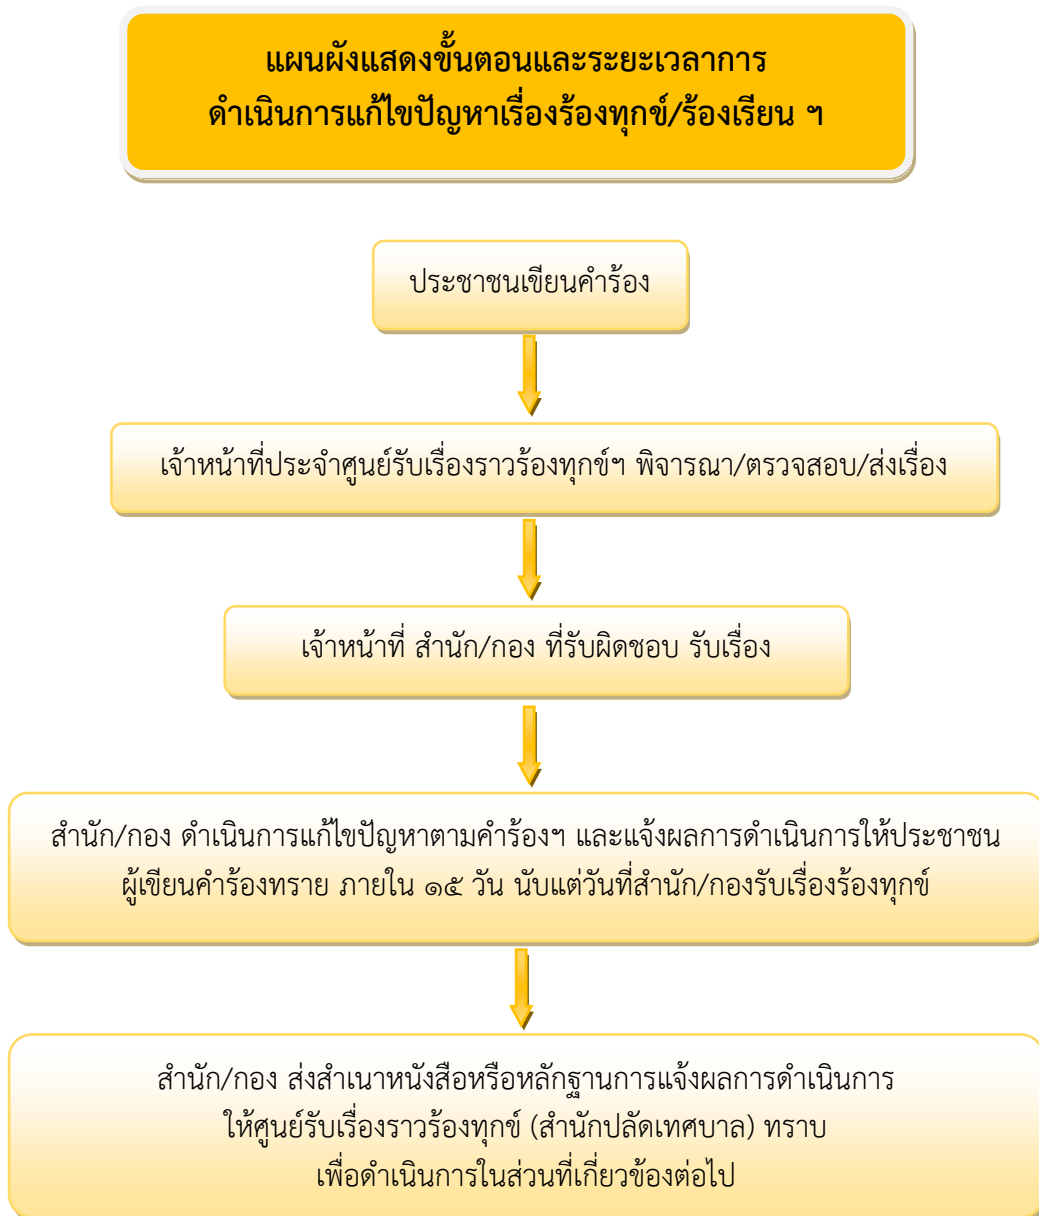 แผนผังแสดงขั้นตอนและระยะเวลาการ
ดำเนินการแก้ไขปัญหาเรื่องร้องทุกข์/ร้องเรียน ฯ
ประชาชนเขียนคำร้อง
เจ้าหน้าที่ประจำศูนย์รับเรื่องราวร้องทุกข์ฯ พิจารณา/ตรวจสอบ/ส่งเรื่อง
เจ้าหน้าที่ สำนัก/กอง ที่รับผิดชอบ รับเรื่อง
สำนัก/กอง ดำเนินการแก้ไขปัญหาตามคำร้องฯ และแจ้งผลการดำเนินการให้ประชาชน
ผู้เขียนคำร้องทราย ภายใน ๑๕ วัน นับแต่วันที่สำนัก/กองรับเรื่องร้องทุกข์
สำนัก/กอง ส่งสำเนาหนังสือหรือหลักฐานการแจ้งผลการดำเนินการ
ให้ศูนย์รับเรื่องราวร้องทุกข์ (สำนักปลัดเทศบาล) ทราบ
เพื่อดำเนินการในส่วนที่เกี่ยวข้องต่อไป